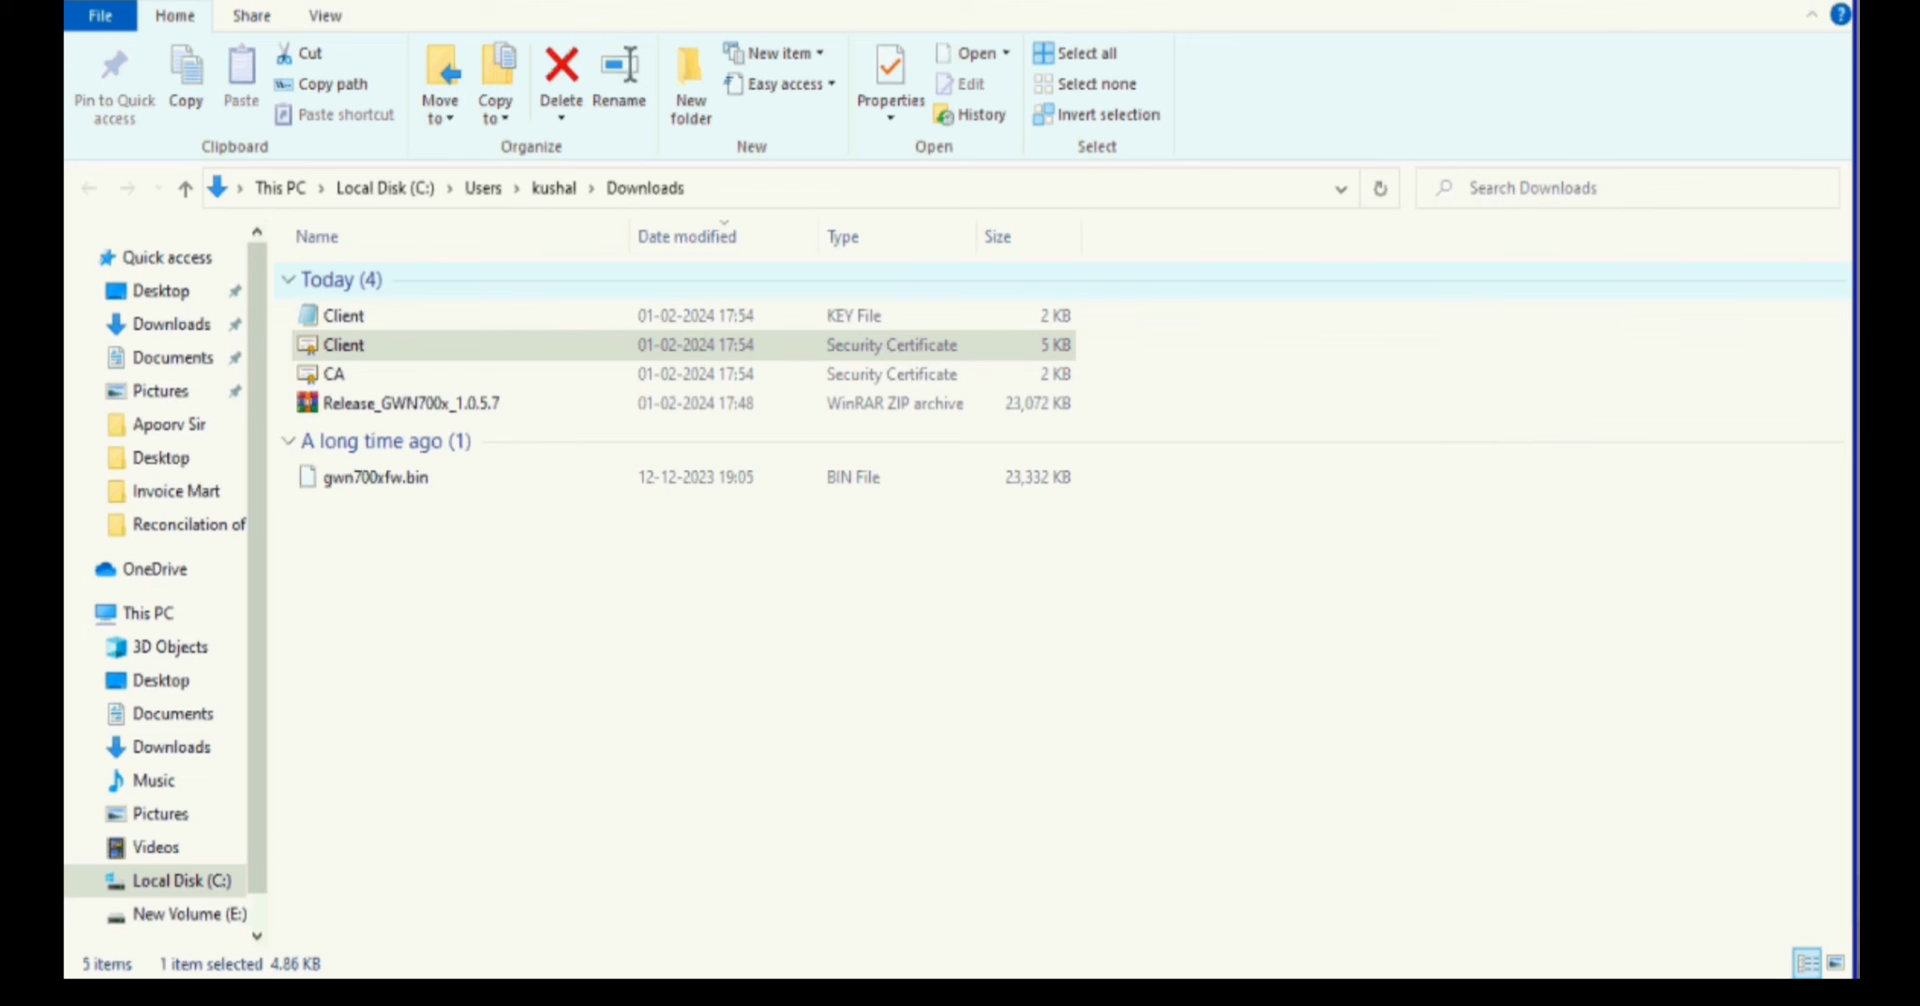 File Home Share View
Pin to Quick access
Copy
Paste
Cut
Copy path
Paste shortcut
Clipboard
Move to
Copy to
Delete
Rename
Organize
New folder
New item
Easy access
New
Properties
Open
Edit
History
Open
Select all
Select none
Invert selection
Select
This PC › Local Disk (C:) › Users › kushal › Downloads
Search Downloads
Quick access
Desktop
Downloads
Documents
Pictures
Apoorv Sir
Desktop
Invoice Mart
Reconcilation of
OneDrive
This PC
3D Objects
Desktop
Documents
Downloads
Music
Pictures
Videos
Local Disk (C:)
New Volume (E:)
Name Date modified Type Size
Today (4)
Client 01-02-2024 17:54 KEY File 2 KB
Client 01-02-2024 17:54 Security Certificate 5 KB
CA 01-02-2024 17:54 Security Certificate 2 KB
Release_GWN700x_1.0.5.7 01-02-2024 17:48 WinRAR ZIP archive 23,072 KB
A long time ago (1)
gwn700xfw.bin 12-12-2023 19:05 BIN File 23,332 KB
5 items 1 item selected 4.86 KB